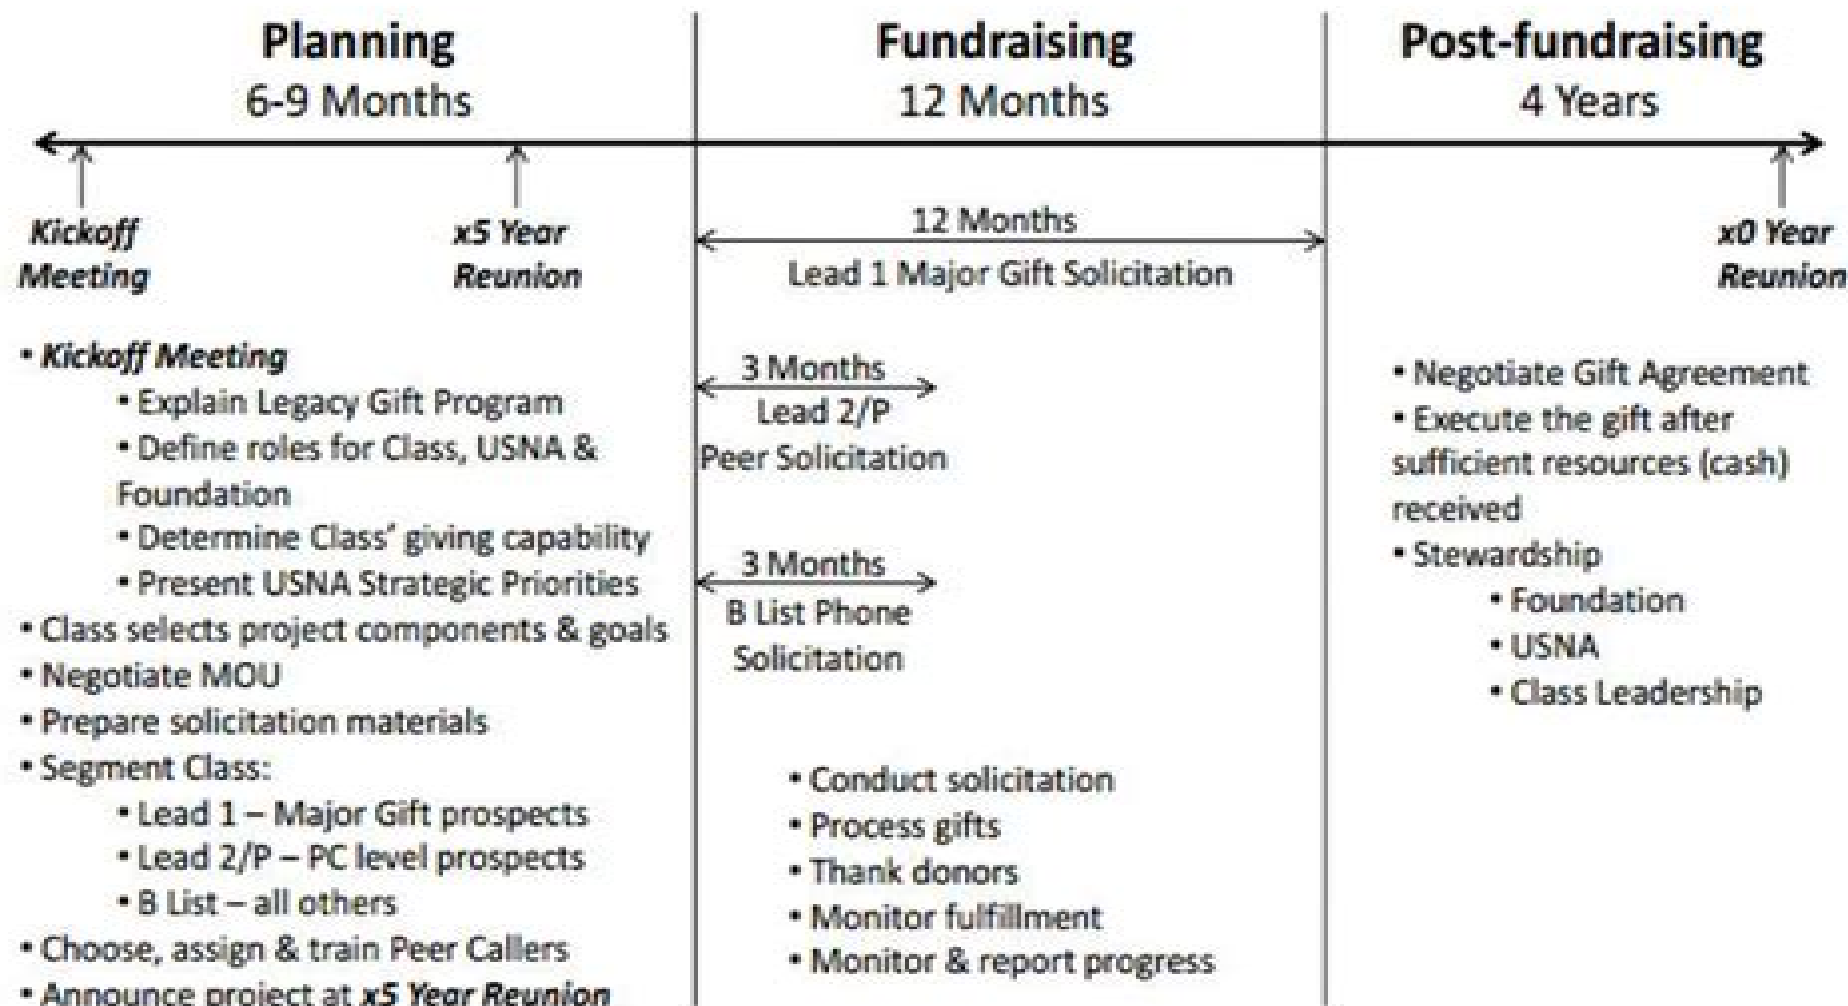 Planning
6-9 Months
Kickoff
Meeting
x5 Year
Reunion
• Kickoff Meeting
• Explain Legacy Gift Program
• Define roles for Class, USNA &
Foundation
• Determine Class' giving capability
• Present USNA Strategic Priorities
• Class selects project components & goals
• Negotiate MOU
• Prepare solicitation materials
• Segment Class:
• Lead 1 – Major Gift prospects
• Lead 2/P – PC level prospects
• B List – all others
• Choose, assign & train Peer Callers
• Announce project at x5 Year Reunion
Fundraising
12 Months
12 Months
Lead 1 Major Gift Solicitation
3 Months
Lead 2/P
Peer Solicitation
3 Months
B List Phone
Solicitation
• Conduct solicitation
• Process gifts
• Thank donors
• Monitor fulfillment
• Monitor & report progress
Post-fundraising
4 Years
x0 Year
Reunion
• Negotiate Gift Agreement
• Execute the gift after
sufficient resources (cash)
received
• Stewardship
• Foundation
• USNA
• Class Leadership